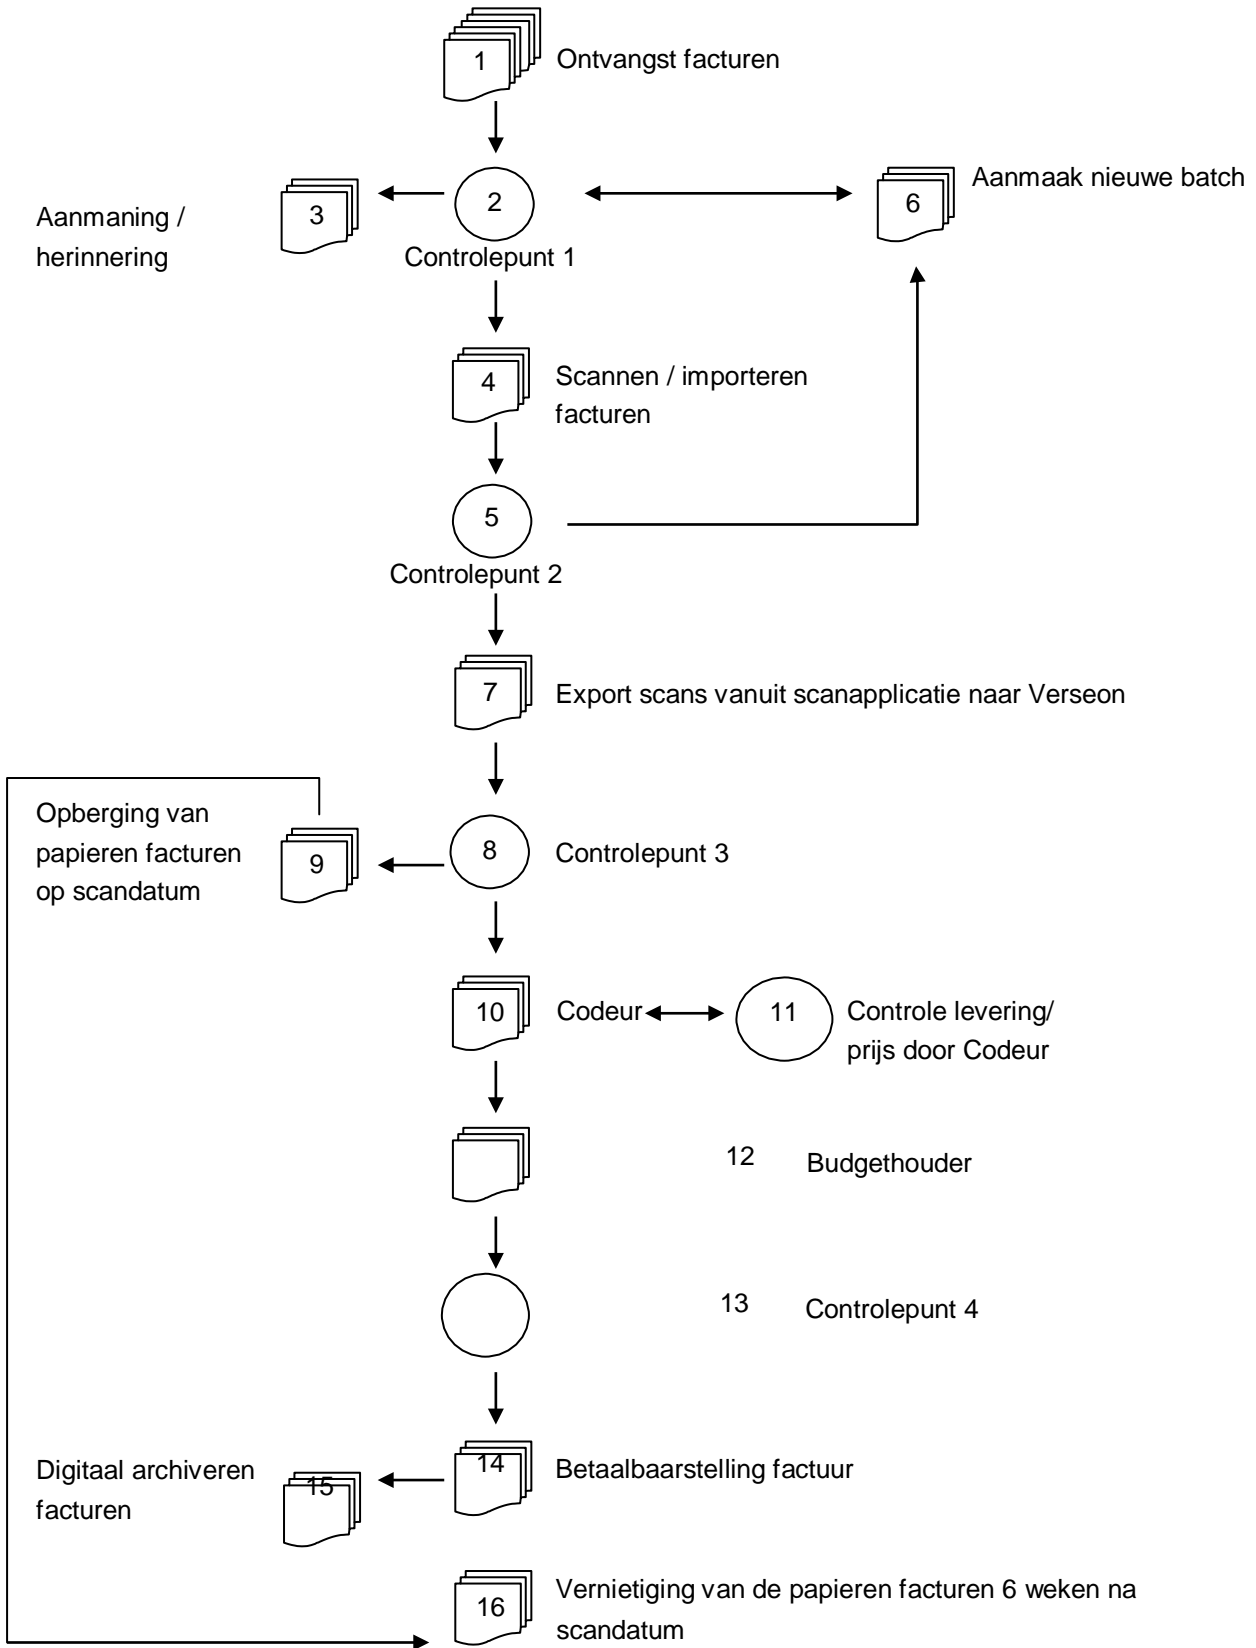 1 Ontvangst facturen
Aanmaning /
herinnering
3
2
Controlepunt 1
6
Aanmaak nieuwe batch
4
Scannen / importeren
facturen
5
Controlepunt 2
7 Export scans vanuit scanapplicatie naar Verseon
Opberging van
papieren facturen
op scandatum
9
8 Controlepunt 3
10 Codeur
11
Controle levering/
prijs door Codeur
12 Budgethouder
13 Controlepunt 4
14 Betaalbaarstelling factuur
Digitaal archiveren
facturen
15
16
Vernietiging van de papieren facturen 6 weken na
scandatum